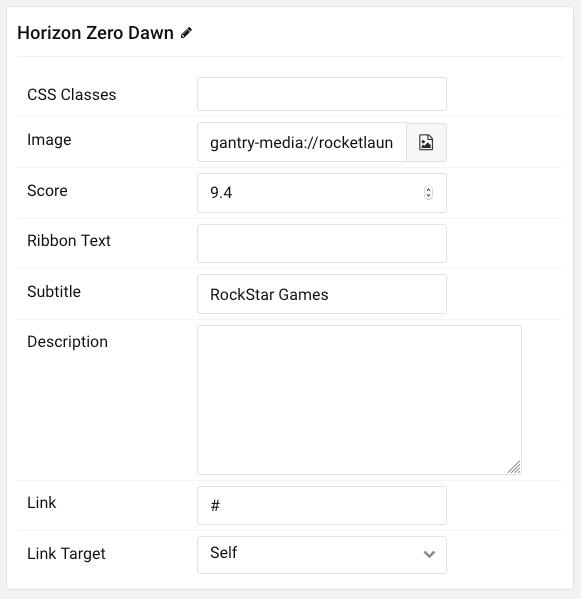 Horizon Zero Dawn
CSS Classes
Image gantry-media://rocketlaun
Score 9.4
Ribbon Text
Subtitle RockStar Games
Description
Link #
Link Target Self